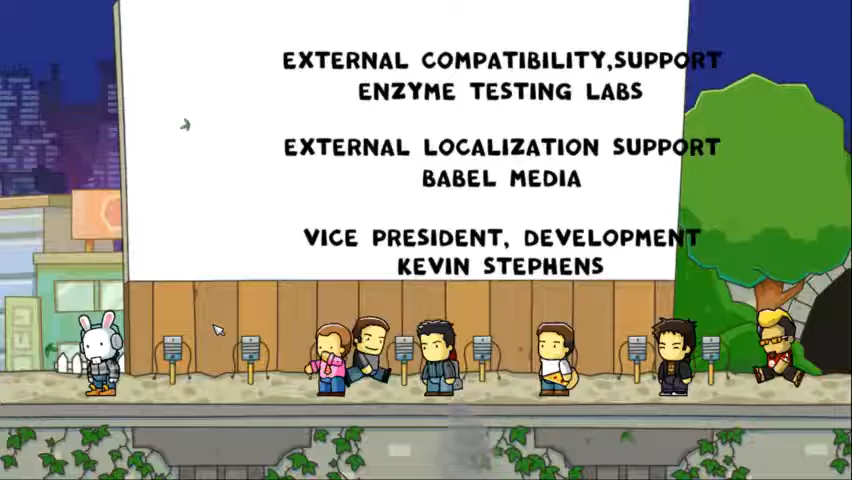 EXTERNAL COMPATIBILITY,SUPPORT
ENZYME TESTING LABS
EXTERNAL LOCALIZATION SUPPORT
BABEL MEDIA
VICE PRESIDENT, DEVELOPMENT
KEVIN STEPHENS